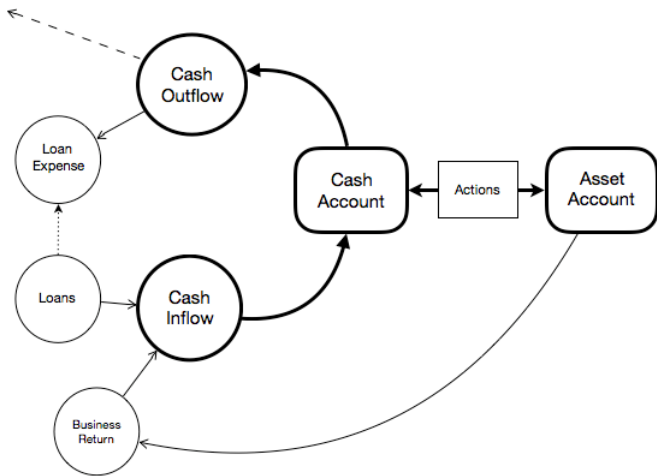 Cash
Outflow
Loan
Expense
Cash
Account
Actions
Asset
Account
Loans
Cash
Inflow
Business
Return